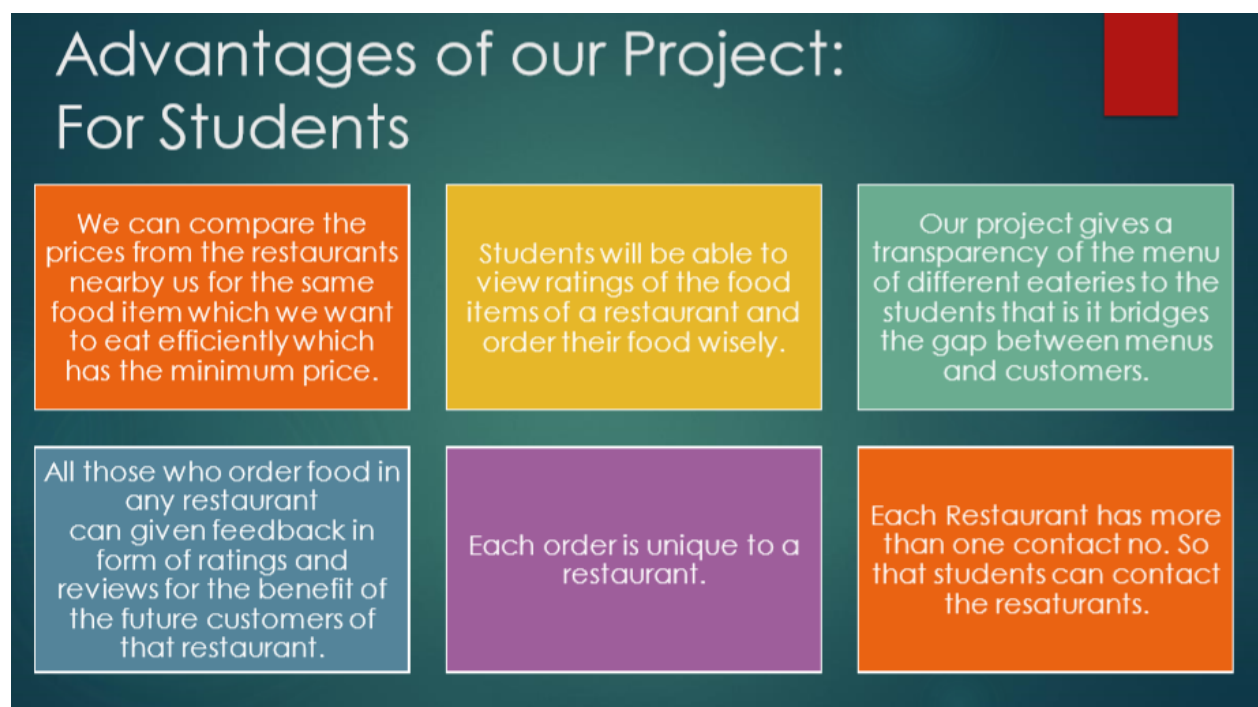 Advantages of our Project:
For Students
We can compare the
prices from the restaurants
nearby us for the same
food item which we want
to eat efficiently which
has the minimum price.
Students will be able to
view ratings of the food
items of a restaurant and
order their food wisely.
Our project gives a
transparency of the menu
of different eateries to the
students that is it bridges
the gap between menus
and customers.
All those who order food in
any restaurant
can given feedback in
form of ratings and
reviews for the benefit of
the future customers of
that restaurant.
Each order is unique to a
restaurant.
Each Restaurant has more
than one contact no. So
that students can contact
the resaturants.